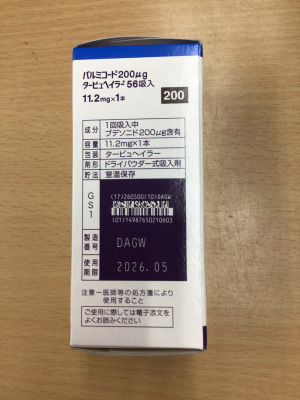 パルミコート200μg
タービュヘイラー 56吸入
11.2mg×1本
200
成分 1回吸入中
ブデソニド200μg含有
容量 11.2mg×1本
包装 タービュヘイラー
剤形 ドライパウダー式吸入剤
貯法 室温保存
GS1
(17)260500(10)DAGW
(01)14987650210603
製造番号 DAGW
使用期限 2026.05
注意－医師等の処方箋により
使用すること
ご使用に際しては電子添文を
よくお読みください